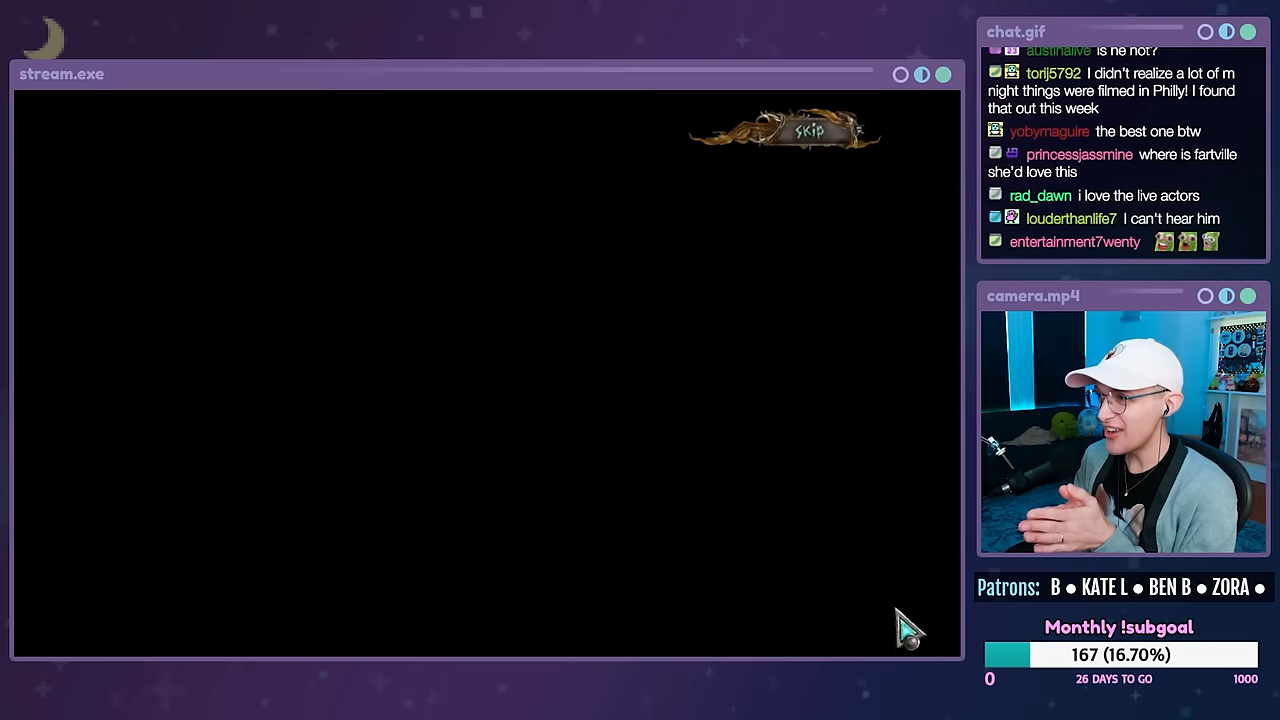 stream.exe
SKIP
chat.gif
23 austinalive is he not?
torij5792 I didn't realize a lot of m
night things were filmed in Philly! I found
that out this week
yobymaguire the best one btw
princessjassmine where is fartville
she'd love this
rad_dawn i love the live actors
louderthanlife7 I can't hear him
entertainment7wenty
camera.mp4
Patrons: B ● KATE L ● BEN B ● ZORA ●
Monthly !subgoal
167 (16.70%)
0 26 DAYS TO GO 1000